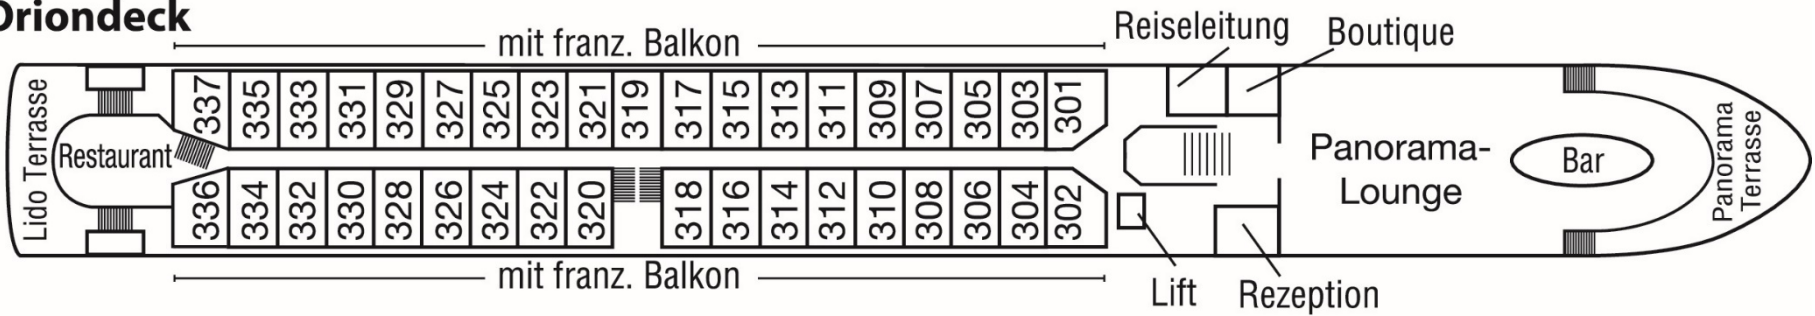 Oriondeck
mit franz. Balkon
Reiseleitung
Boutique
Lido Terrasse
Restaurant
337 335 333 331 329 327 325 323 321 319 317 315 313 311 309 307 305 303 301
336 334 332 330 328 326 324 322 320 318 316 314 312 310 308 306 304 302
Panorama-
Lounge
Bar
Panorama
Terrasse
mit franz. Balkon
Lift
Rezeption